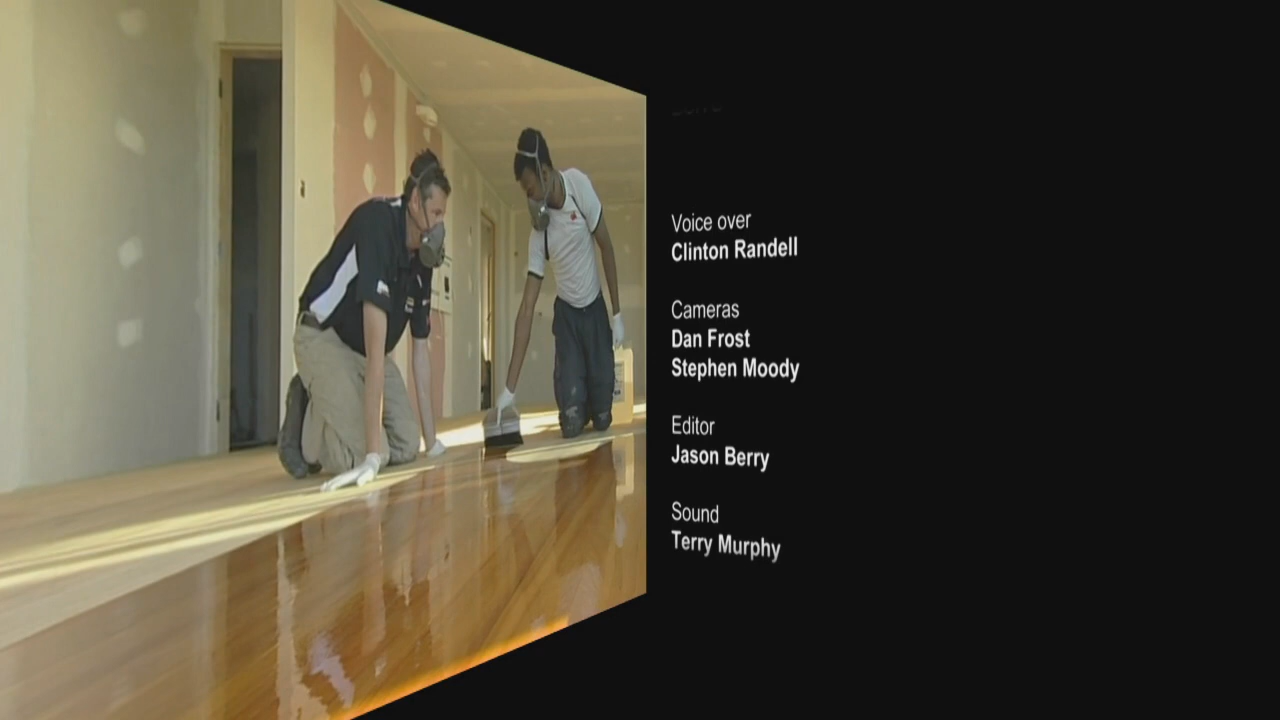 Voice over
Clinton Randell
Cameras
Dan Frost
Stephen Moody
Editor
Jason Berry
Sound
Terry Murphy